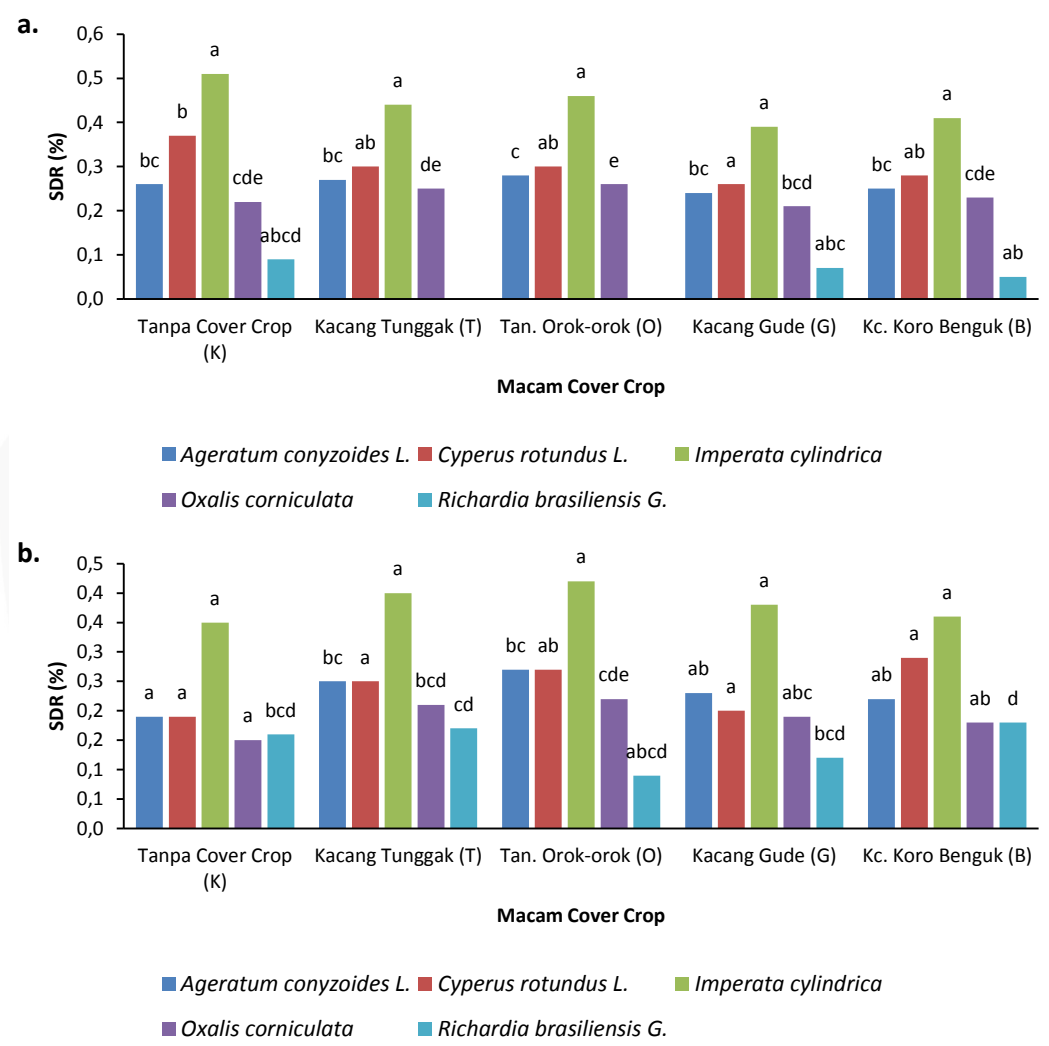 a.
SDR (%)
0,6
0,5
0,4
0,3
0,2
0,1
0,0
bc b a cde abcd
bc ab a de
c ab a e
bc a a bcd abc
bc ab a cde ab
Tanpa Cover Crop (K)
Kacang Tunggak (T)
Tan. Orok-orok (O)
Kacang Gude (G)
Kc. Koro Benguk (B)
Macam Cover Crop
Ageratum conyzoides L. Cyperus rotundus L. Imperata cylindrica
Oxalis corniculata Richardia brasiliensis G.
b.
SDR (%)
0,5
0,4
0,4
0,3
0,3
0,2
0,2
0,1
0,1
0,0
a a a a bcd
bc a a bcd cd
bc ab a cde abcd
ab a a abc bcd
ab a a ab d
Tanpa Cover Crop (K)
Kacang Tunggak (T)
Tan. Orok-orok (O)
Kacang Gude (G)
Kc. Koro Benguk (B)
Macam Cover Crop
Ageratum conyzoides L. Cyperus rotundus L. Imperata cylindrica
Oxalis corniculata Richardia brasiliensis G.